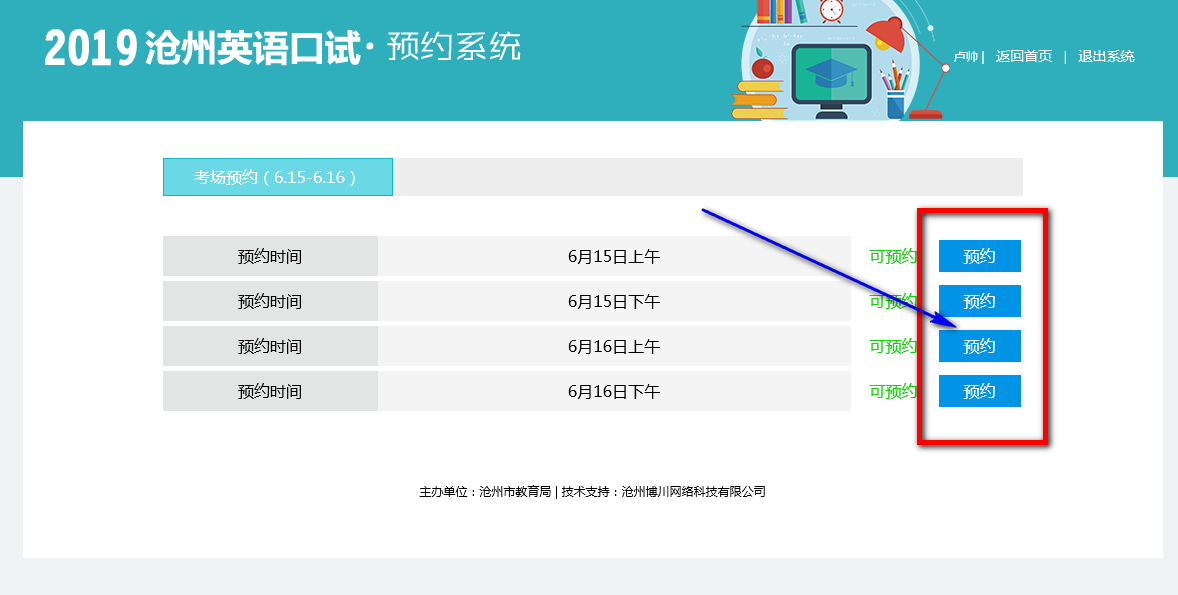 2019 沧州英语口试·预约系统
卢帅 | 返回首页 | 退出系统
考场预约（6.15-6.16）
预约时间 6月15日上午 可预约 预约
预约时间 6月15日下午 可预约 预约
预约时间 6月16日上午 可预约 预约
预约时间 6月16日下午 可预约 预约
主办单位：沧州市教育局 | 技术支持：沧州博川网络科技有限公司